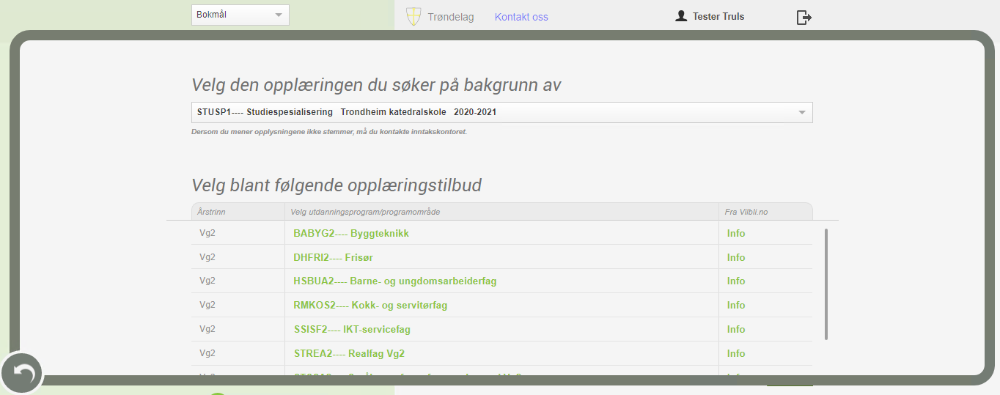 Bokmål
Trøndelag
Kontakt oss
Tester Truls
Velg den opplæringen du søker på bakgrunn av
STUSP1---- Studiespesialisering Trondheim katedralskole 2020-2021
Dersom du mener opplysningene ikke stemmer, må du kontakte inntakskontoret.
Velg blant følgende opplæringstilbud
Årstrinn Velg utdanningsprogram/programområde Fra Vilbli.no
Vg2 BABYG2---- Byggteknikk Info
Vg2 DHFRI2---- Frisør Info
Vg2 HSBUA2---- Barne- og ungdomsarbeiderfag Info
Vg2 RMKOS2---- Kokk- og servitørfag Info
Vg2 SSISF2---- IKT-servicefag Info
Vg2 STREA2---- Realfag Vg2 Info